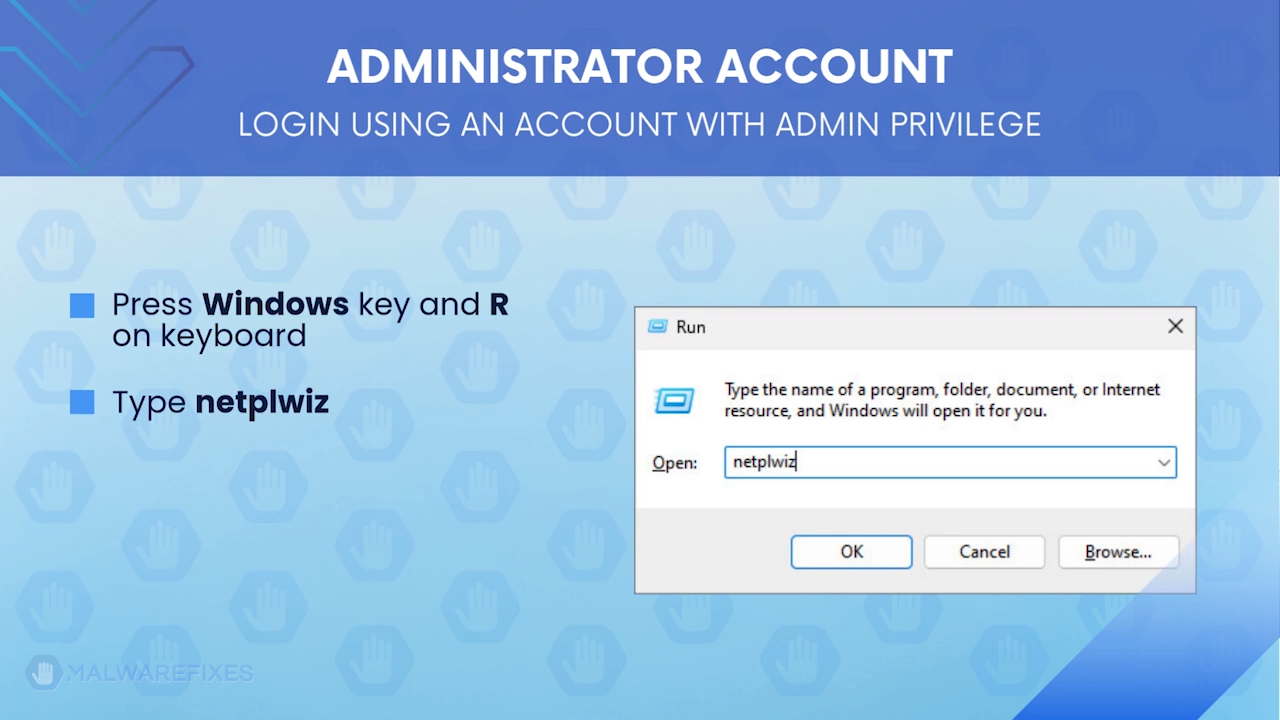 ADMINISTRATOR ACCOUNT
LOGIN USING AN ACCOUNT WITH ADMIN PRIVILEGE
Press Windows key and R
on keyboard
Type netplwiz
Run
Type the name of a program, folder, document, or Internet
resource, and Windows will open it for you.
Open:
netplwiz
OK
Cancel
Browse...
MALWAREFIXES